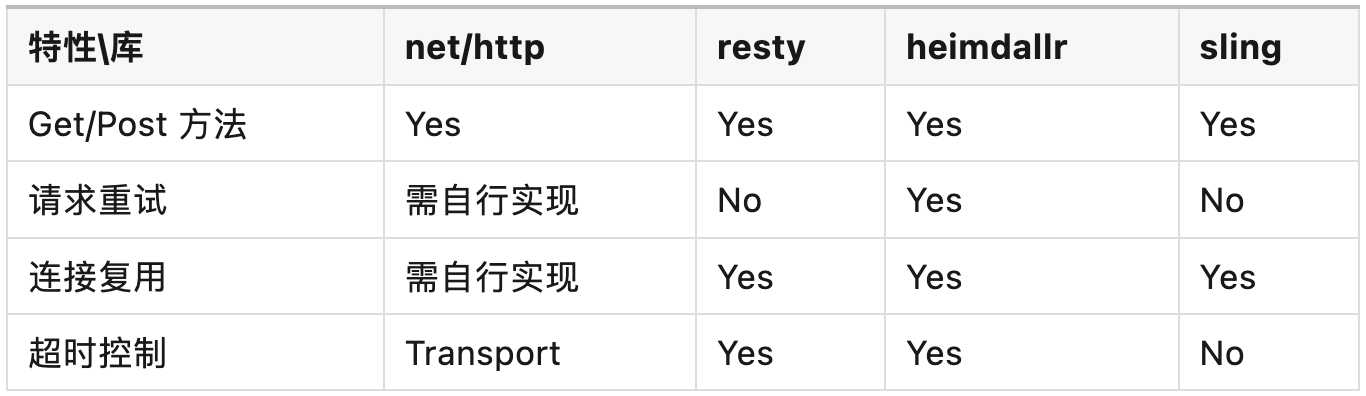 特性\库 net/http resty heimdallr sling
Get/Post 方法 Yes Yes Yes Yes
请求重试 需自行实现 No Yes No
连接复用 需自行实现 Yes Yes Yes
超时控制 Transport Yes Yes No